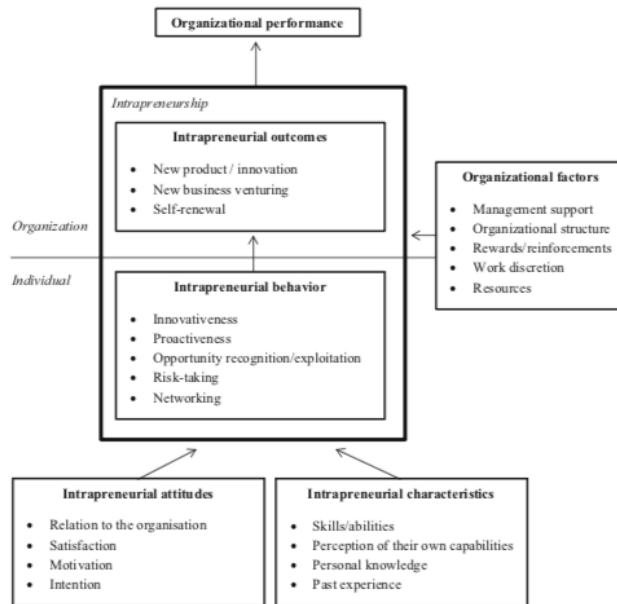 Organizational performance
Intrapreneurship
Intrapreneurial outcomes
• New product / innovation
• New business venturing
• Self-renewal
Organizational factors
• Management support
• Organizational structure
• Rewards/reinforcements
• Work discretion
• Resources
Organization
Individual
Intrapreneurial behavior
• Innovativeness
• Proactiveness
• Opportunity recognition/exploitation
• Risk-taking
• Networking
Intrapreneurial attitudes
• Relation to the organisation
• Satisfaction
• Motivation
• Intention
Intrapreneurial characteristics
• Skills/abilities
• Perception of their own capabilities
• Personal knowledge
• Past experience